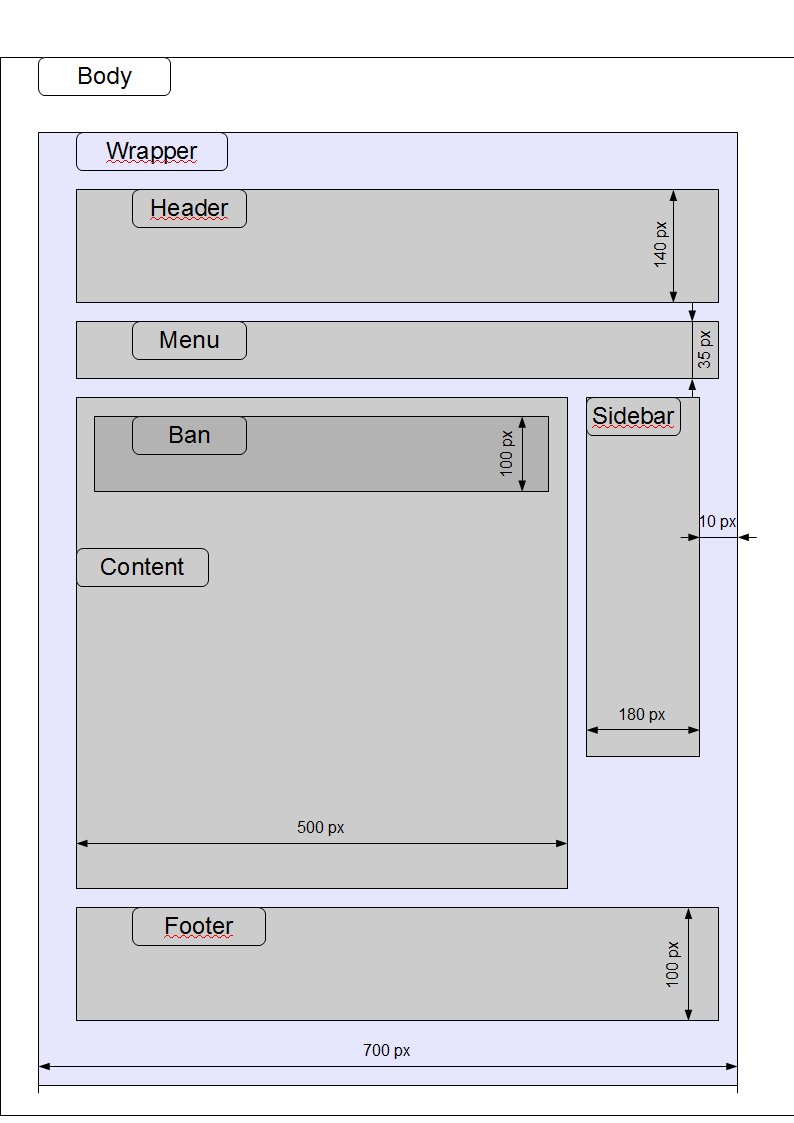 Body
Wrapper
Header
140 px
Menu
35 px
Sidebar
Ban
100 px
10 px
Content
180 px
500 px
Footer
100 px
700 px